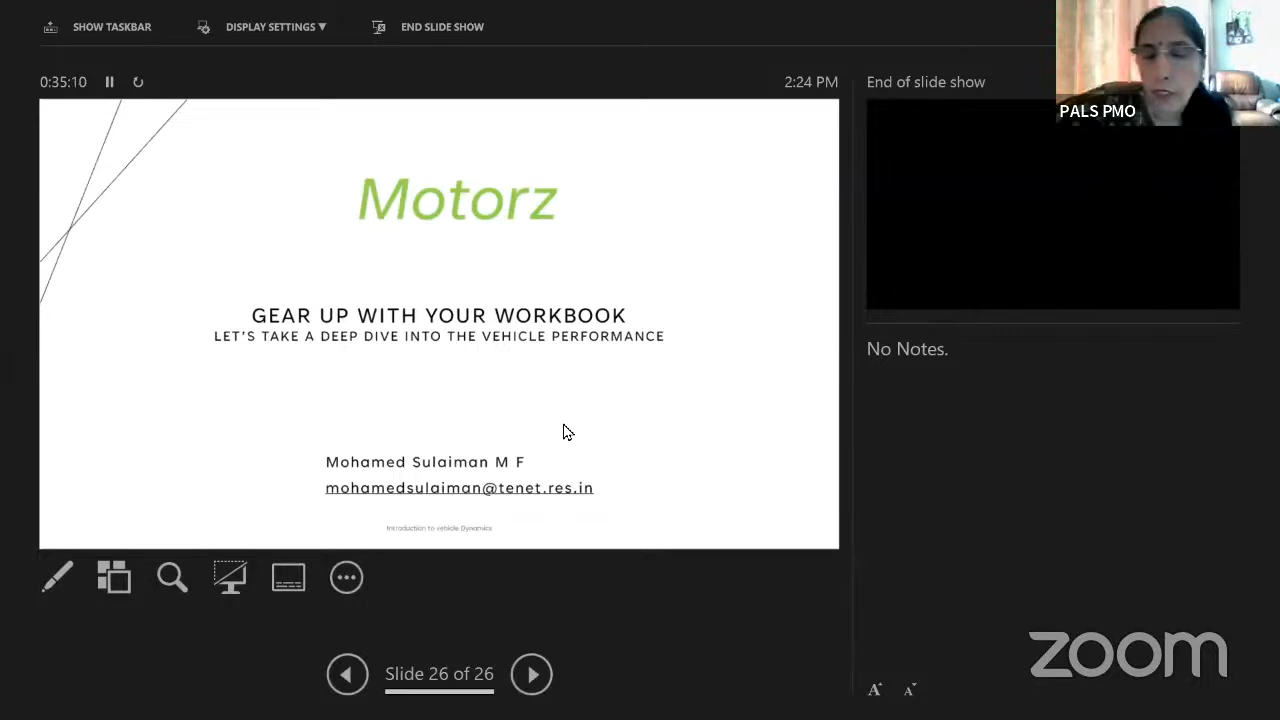 SHOW TASKBAR
DISPLAY SETTINGS ▼
END SLIDE SHOW
0:35:10
2:24 PM
End of slide show
PALS PMO
Motorz
GEAR UP WITH YOUR WORKBOOK
LET'S TAKE A DEEP DIVE INTO THE VEHICLE PERFORMANCE
No Notes.
Mohamed Sulaiman M F
mohamedsulaiman@tenet.res.in
Introduction to vehicle Dynamics
Slide 26 of 26
zoom
A A